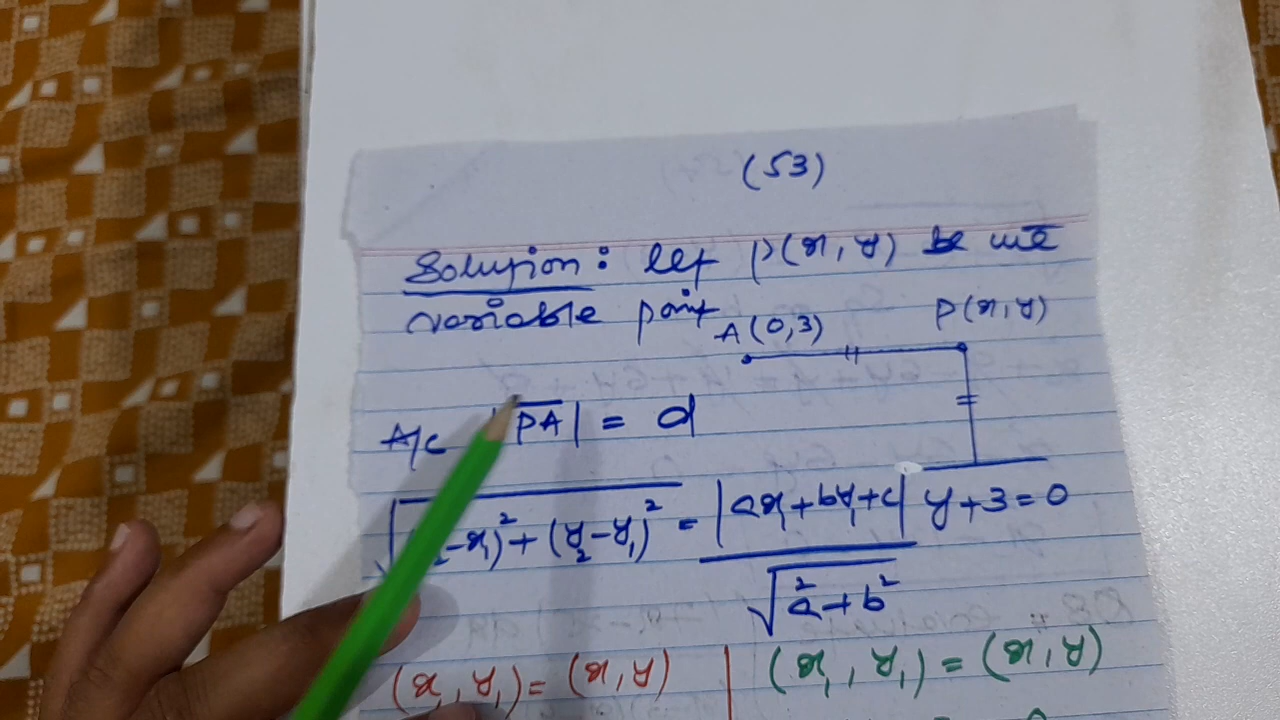 (53)
Solution: let P(x,y) be the
variable point
A(0,3) P(x,y)
A/c |PA| = d
√(x₂-x₁)²+(y₂-y₁)² = |ax₁+by₁+c| / √a²+b²
y+3=0
(x₁,y₁)=(x,y) | (x₁,y₁)=(x,y)